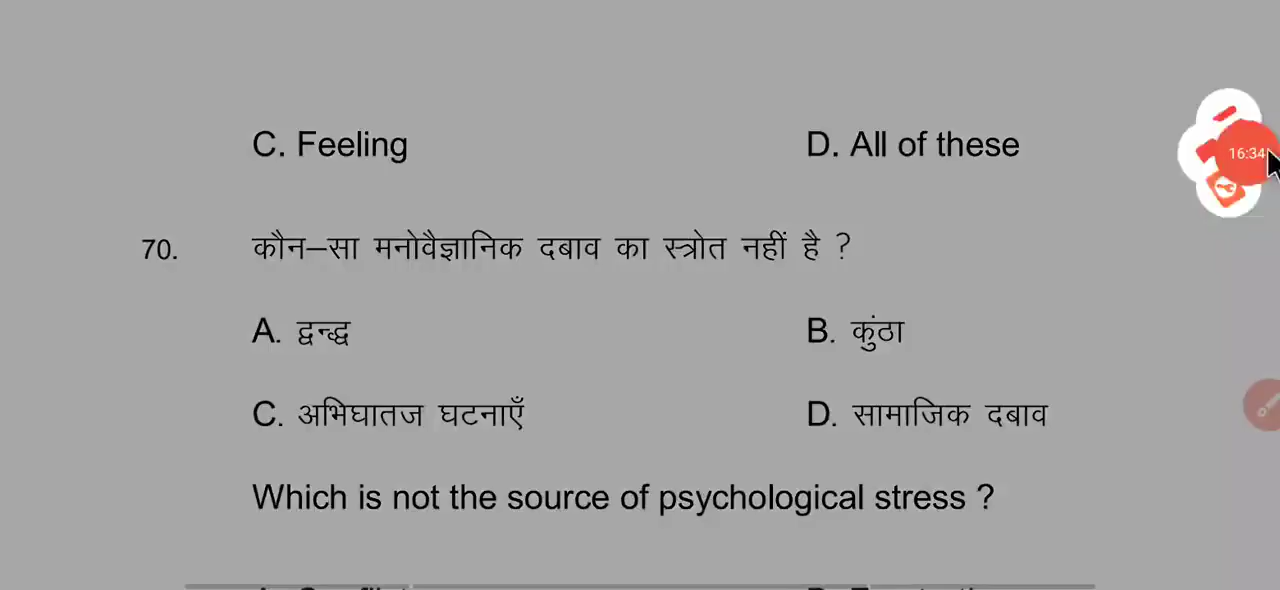 C. Feeling D. All of these
16:34
70. कौन–सा मनोवैज्ञानिक दबाव का स्त्रोत नहीं है ?
A. द्वन्द्ध B. कुंठा
C. अभिघातज घटनाएँ D. सामाजिक दबाव
Which is not the source of psychological stress ?